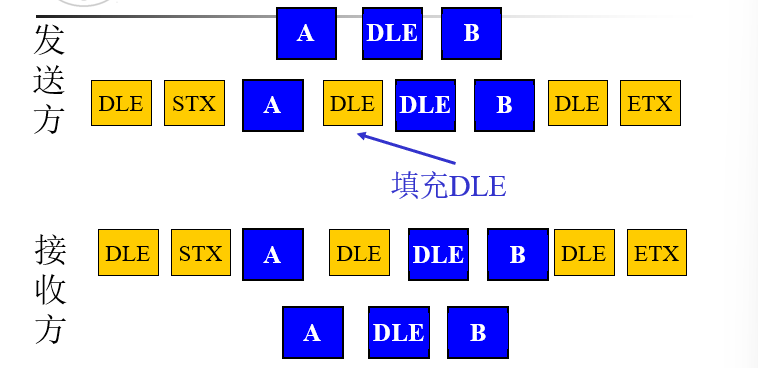 发送方
A DLE B
DLE STX A DLE DLE B DLE ETX
填充DLE
接收方
DLE STX A DLE DLE B DLE ETX
A DLE B